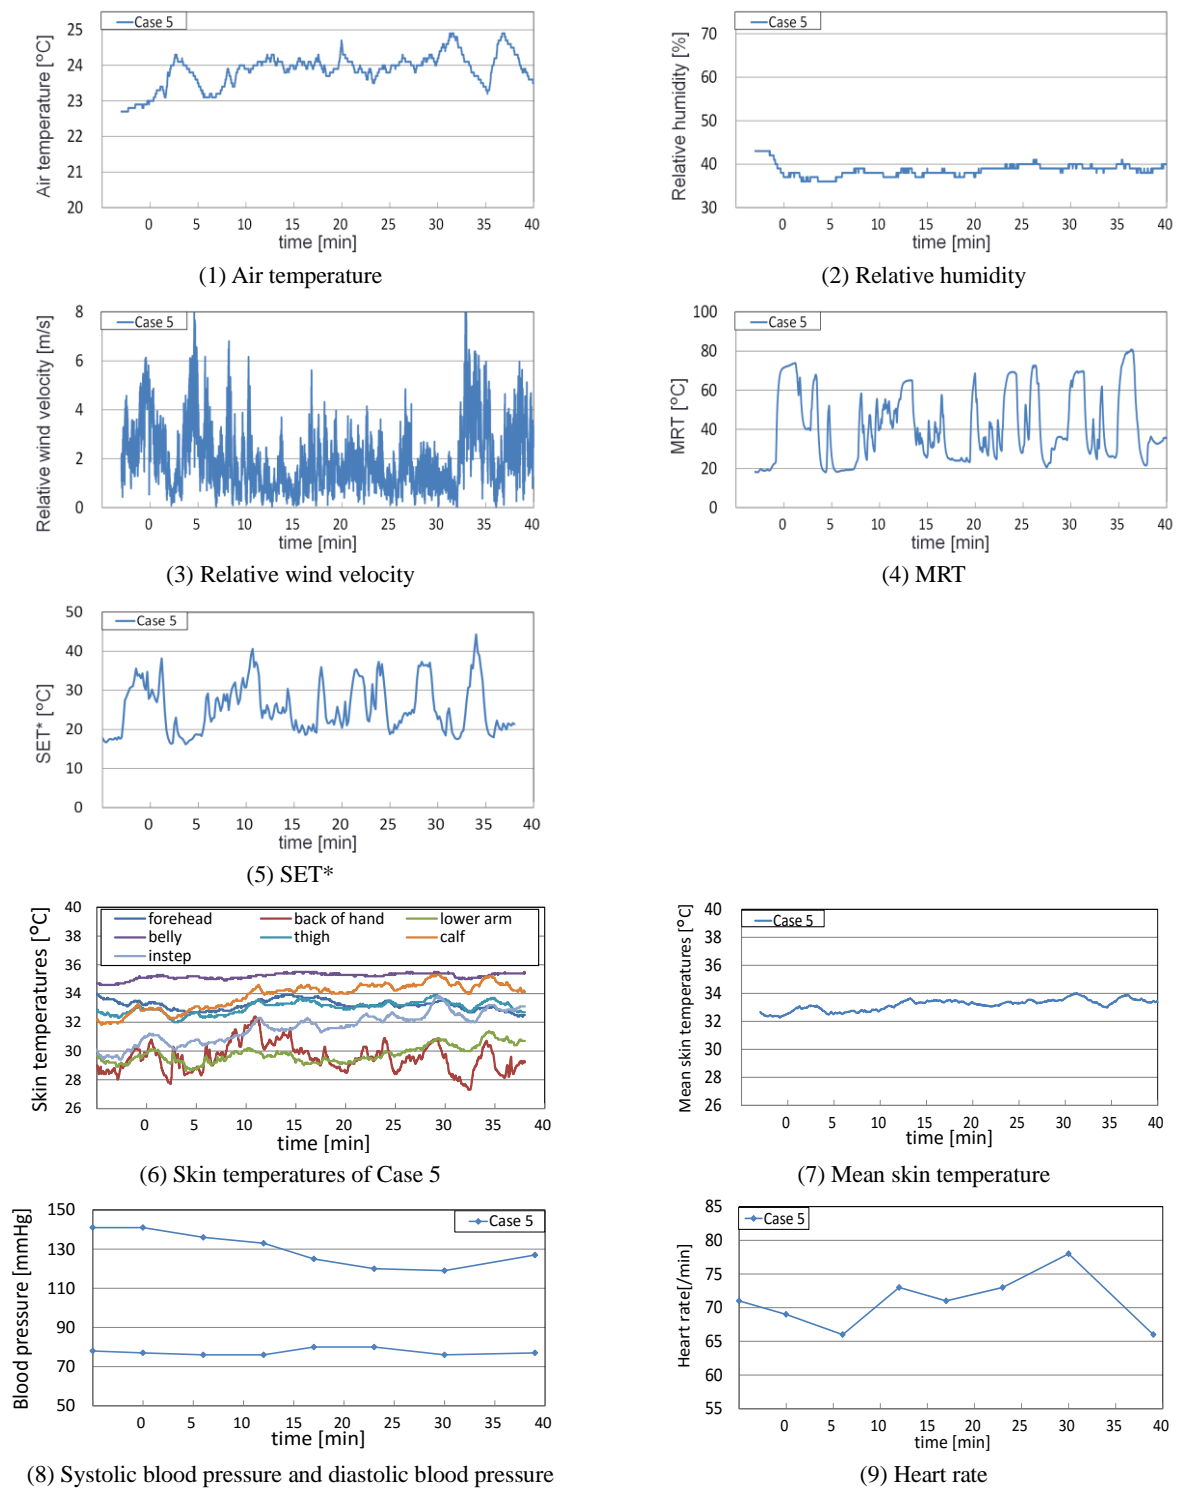 Case 5
Air temperature [°C]
25
24
23
22
21
20
0 5 10 15 20 25 30 35 40
time [min]
(1) Air temperature
Case 5
Relative humidity [%]
70
60
50
40
30
0 5 10 15 20 25 30 35 40
time [min]
(2) Relative humidity
Case 5
Relative wind velocity [m/s]
8
6
4
2
0
0 5 10 15 20 25 30 35 40
time [min]
(3) Relative wind velocity
Case 5
MRT [°C]
100
80
60
40
20
0
0 5 10 15 20 25 30 35 40
time [min]
(4) MRT
Case 5
SET* [°C]
50
40
30
20
10
0
0 5 10 15 20 25 30 35 40
time [min]
(5) SET*
Skin temperatures [°C]
40
38
36
34
32
30
28
26
forehead back of hand lower arm
belly thigh calf
instep
0 5 10 15 20 25 30 35 40
time [min]
(6) Skin temperatures of Case 5
Case 5
Mean skin temperatures [°C]
40
38
36
34
32
30
28
26
0 5 10 15 20 25 30 35 40
time [min]
(7) Mean skin temperature
Case 5
Blood pressure [mmHg]
150
130
110
90
70
50
0 5 10 15 20 25 30 35 40
time [min]
(8) Systolic blood pressure and diastolic blood pressure
Case 5
Heart rate[/min]
85
80
75
70
65
60
55
0 5 10 15 20 25 30 35 40
time [min]
(9) Heart rate